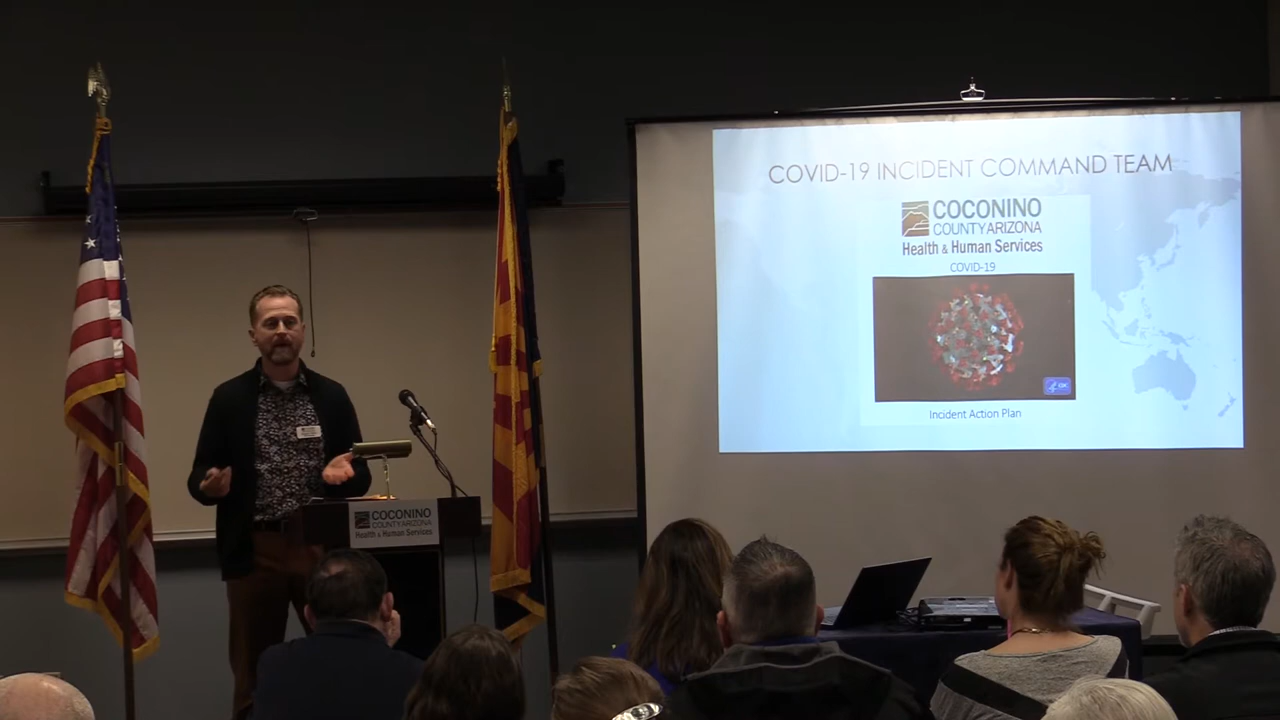 COVID-19 INCIDENT COMMAND TEAM
COCONINO
COUNTY ARIZONA
Health & Human Services
COVID-19
CDC
Incident Action Plan
COCONINO
COUNTY ARIZONA
Health & Human Services